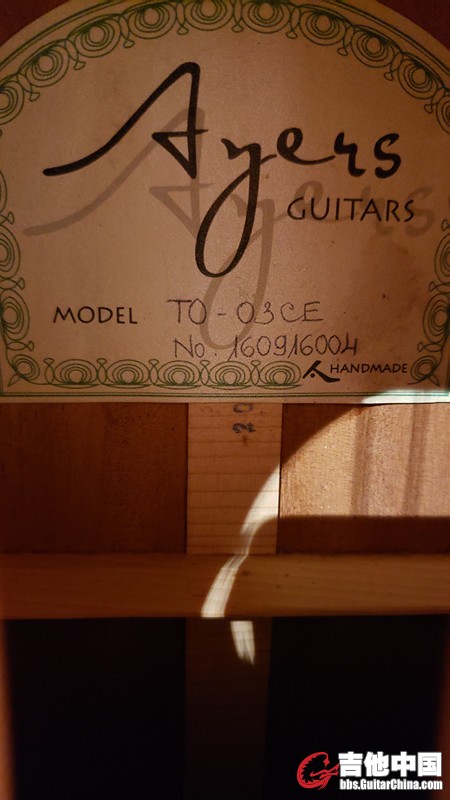 Ayers
GUITARS
MODEL TO-03CE
No. 160916004
HANDMADE
吉他中国
bbs.GuitarChina.com